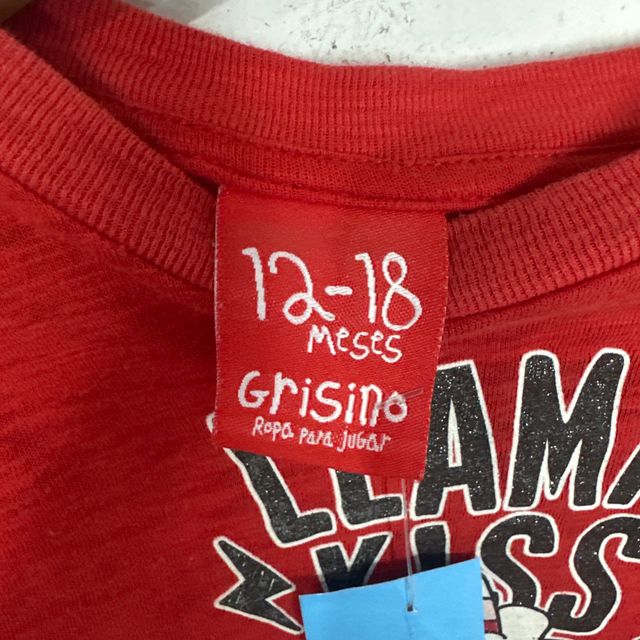 12-18
meses
Grisino
Ropa para jugar
LLAMA
KISS